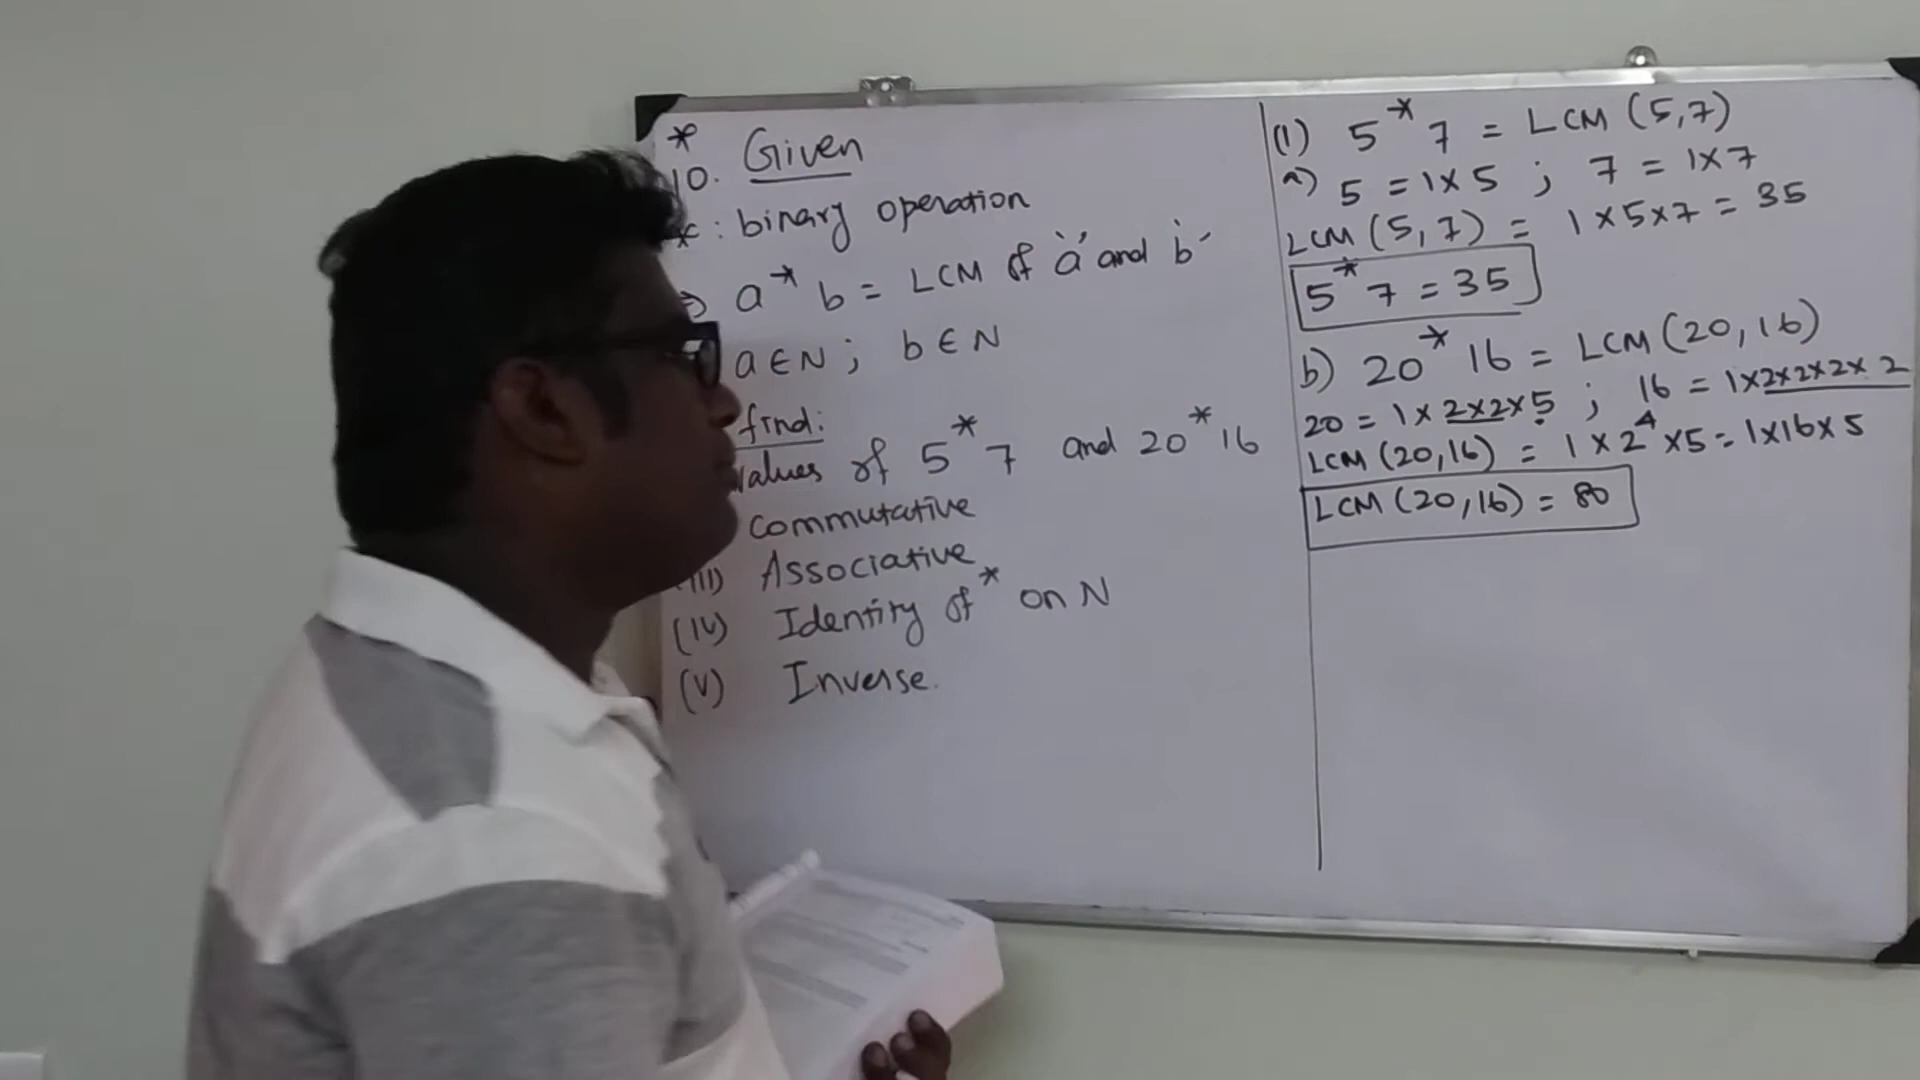 *
10. Given
* : binary operation
⇒ a * b = LCM of 'a' and 'b'
a ∈ N ; b ∈ N
find:
values of 5 * 7 and 20 * 16
Commutative
(III) Associative
(IV) Identity of * on N
(V) Inverse.
(1) 5 * 7 = LCM (5,7)
a) 5 = 1×5 ; 7 = 1×7
LCM (5,7) = 1×5×7 = 35
5 * 7 = 35
b) 20 * 16 = LCM (20,16)
20 = 1×2×2×5 ; 16 = 1×2×2×2×2
LCM (20,16) = 1×2⁴×5 = 1×16×5
LCM (20,16) = 80